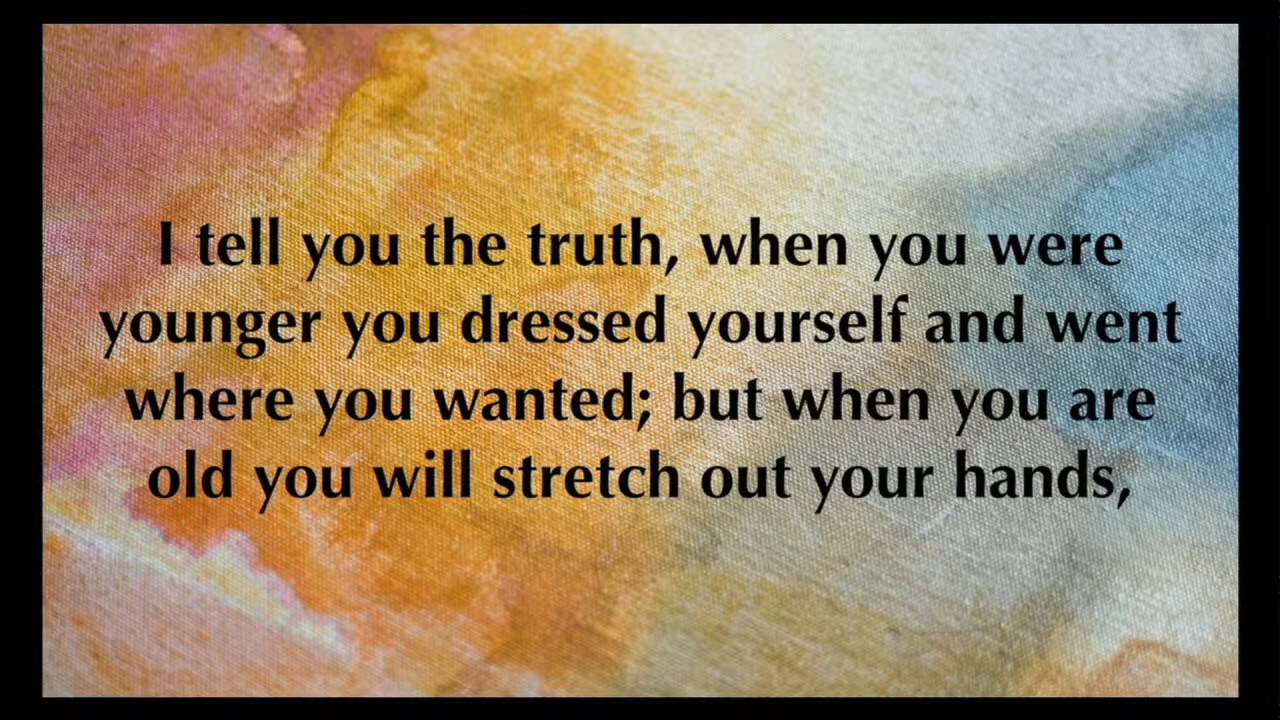 I tell you the truth, when you were
younger you dressed yourself and went
where you wanted; but when you are
old you will stretch out your hands,